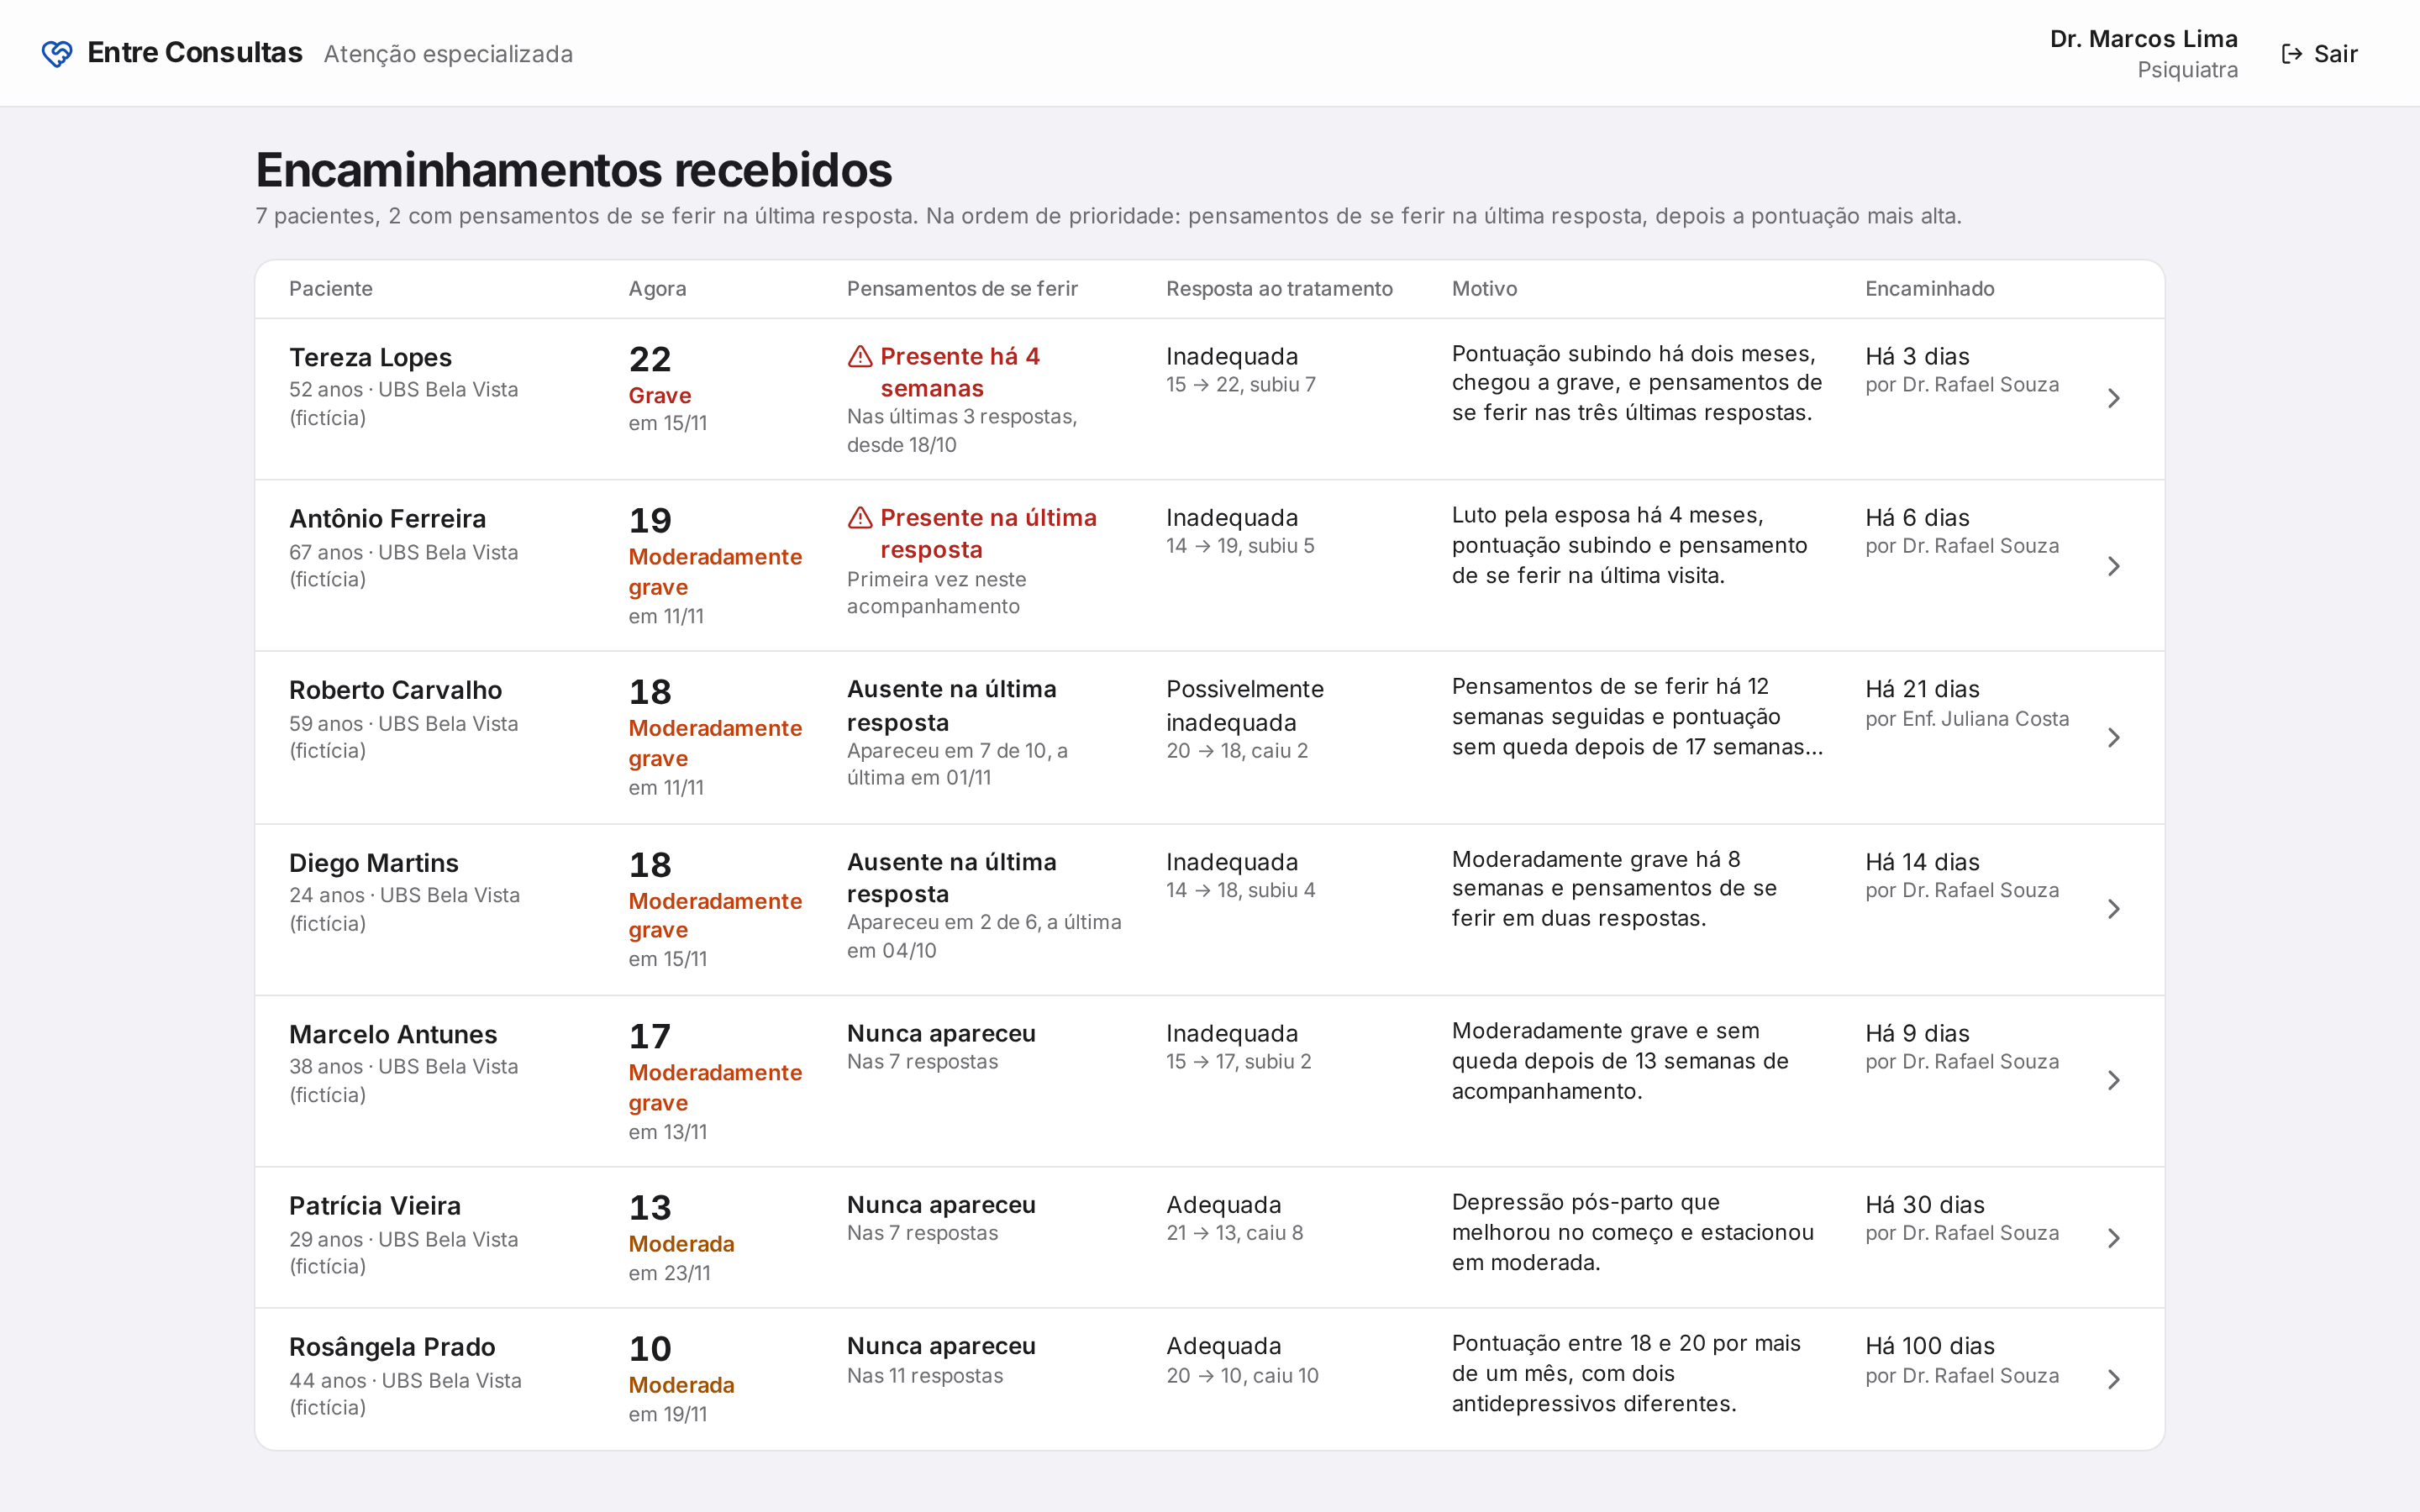 Entre Consultas Atenção especializada
Dr. Marcos Lima
Psiquiatra
Sair
Encaminhamentos recebidos
7 pacientes, 2 com pensamentos de se ferir na última resposta. Na ordem de prioridade: pensamentos de se ferir na última resposta, depois a pontuação mais alta.
Paciente Agora Pensamentos de se ferir Resposta ao tratamento Motivo Encaminhado
Tereza Lopes
52 anos · UBS Bela Vista
(fictícia)
22
Grave
em 15/11
Presente há 4
semanas
Nas últimas 3 respostas,
desde 18/10
Inadequada
15 → 22, subiu 7
Pontuação subindo há dois meses,
chegou a grave, e pensamentos de
se ferir nas três últimas respostas.
Há 3 dias
por Dr. Rafael Souza
Antônio Ferreira
67 anos · UBS Bela Vista
(fictícia)
19
Moderadamente
grave
em 11/11
Presente na última
resposta
Primeira vez neste
acompanhamento
Inadequada
14 → 19, subiu 5
Luto pela esposa há 4 meses,
pontuação subindo e pensamento
de se ferir na última visita.
Há 6 dias
por Dr. Rafael Souza
Roberto Carvalho
59 anos · UBS Bela Vista
(fictícia)
18
Moderadamente
grave
em 11/11
Ausente na última
resposta
Apareceu em 7 de 10, a
última em 01/11
Possivelmente
inadequada
20 → 18, caiu 2
Pensamentos de se ferir há 12
semanas seguidas e pontuação
sem queda depois de 17 semanas…
Há 21 dias
por Enf. Juliana Costa
Diego Martins
24 anos · UBS Bela Vista
(fictícia)
18
Moderadamente
grave
em 15/11
Ausente na última
resposta
Apareceu em 2 de 6, a última
em 04/10
Inadequada
14 → 18, subiu 4
Moderadamente grave há 8
semanas e pensamentos de se
ferir em duas respostas.
Há 14 dias
por Dr. Rafael Souza
Marcelo Antunes
38 anos · UBS Bela Vista
(fictícia)
17
Moderadamente
grave
em 13/11
Nunca apareceu
Nas 7 respostas
Inadequada
15 → 17, subiu 2
Moderadamente grave e sem
queda depois de 13 semanas de
acompanhamento.
Há 9 dias
por Dr. Rafael Souza
Patrícia Vieira
29 anos · UBS Bela Vista
(fictícia)
13
Moderada
em 23/11
Nunca apareceu
Nas 7 respostas
Adequada
21 → 13, caiu 8
Depressão pós-parto que
melhorou no começo e estacionou
em moderada.
Há 30 dias
por Dr. Rafael Souza
Rosângela Prado
44 anos · UBS Bela Vista
(fictícia)
10
Moderada
em 19/11
Nunca apareceu
Nas 11 respostas
Adequada
20 → 10, caiu 10
Pontuação entre 18 e 20 por mais
de um mês, com dois
antidepressivos diferentes.
Há 100 dias
por Dr. Rafael Souza